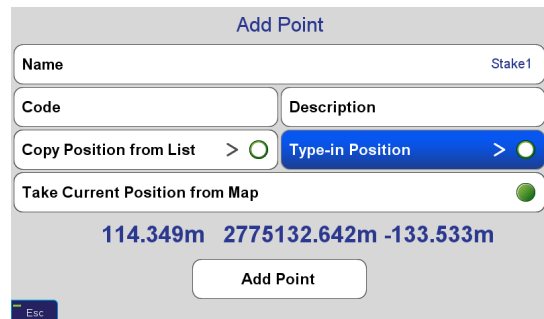 Add Point
Name Stake1
Code Description
Copy Position from List > Type-in Position >
Take Current Position from Map
114.349m 2775132.642m -133.533m
Add Point
Esc